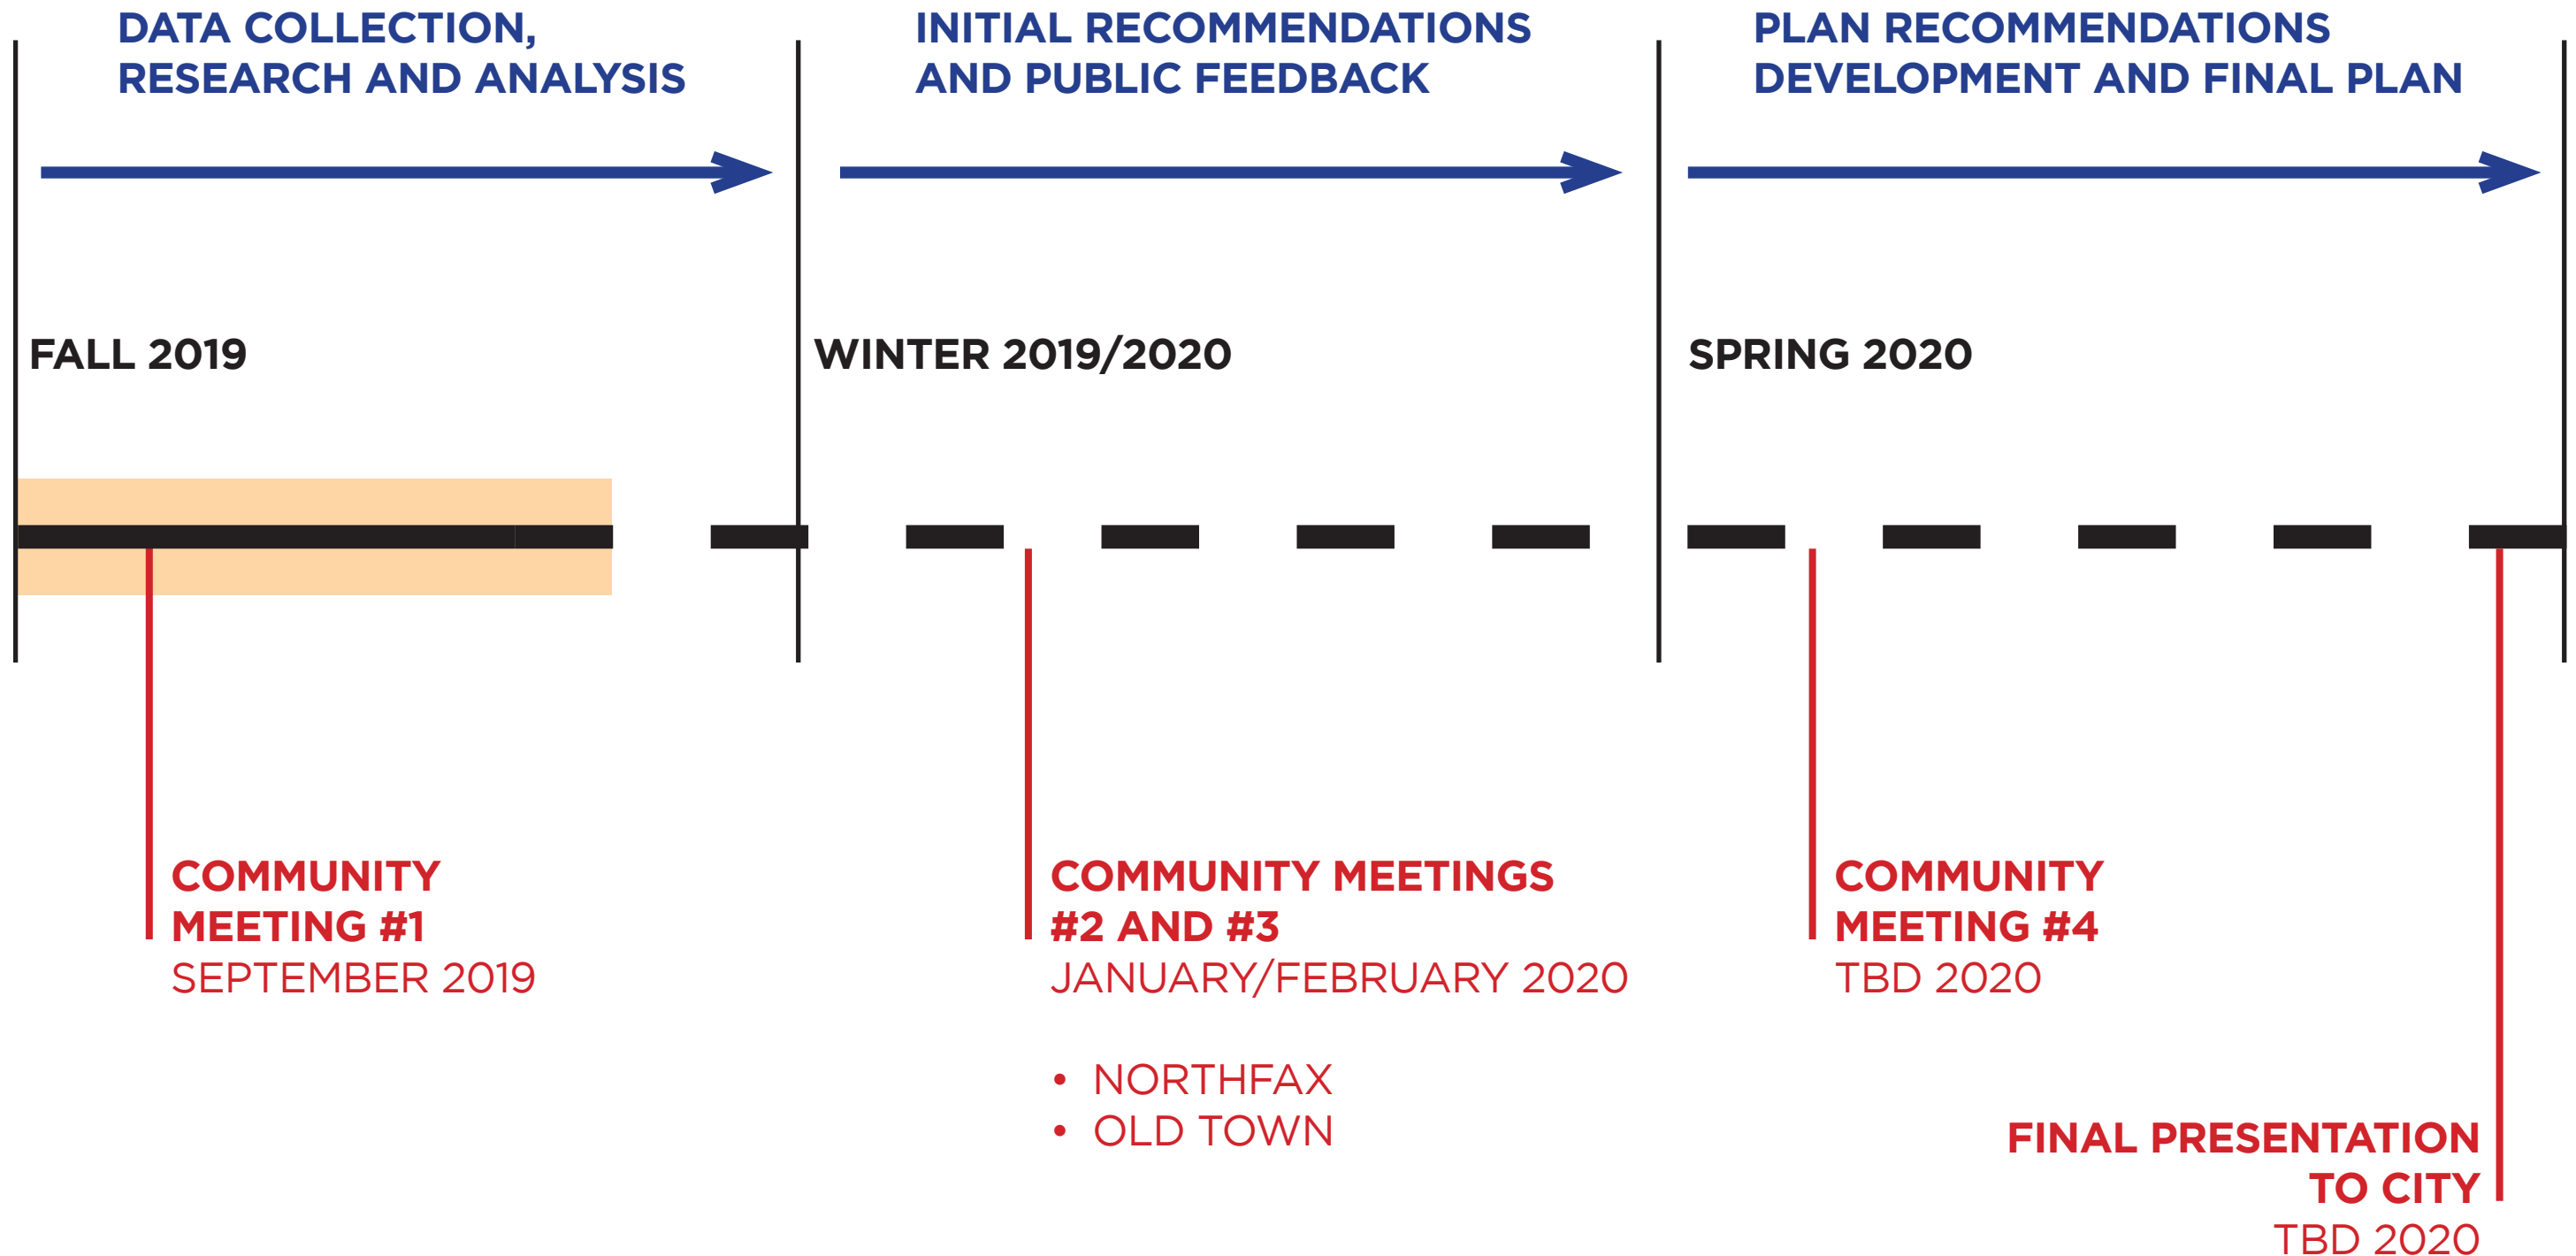 DATA COLLECTION,
RESEARCH AND ANALYSIS
INITIAL RECOMMENDATIONS
AND PUBLIC FEEDBACK
PLAN RECOMMENDATIONS
DEVELOPMENT AND FINAL PLAN
FALL 2019
WINTER 2019/2020
SPRING 2020
COMMUNITY
MEETING #1
SEPTEMBER 2019
COMMUNITY MEETINGS
#2 AND #3
JANUARY/FEBRUARY 2020
• NORTHFAX
• OLD TOWN
COMMUNITY
MEETING #4
TBD 2020
FINAL PRESENTATION
TO CITY
TBD 2020